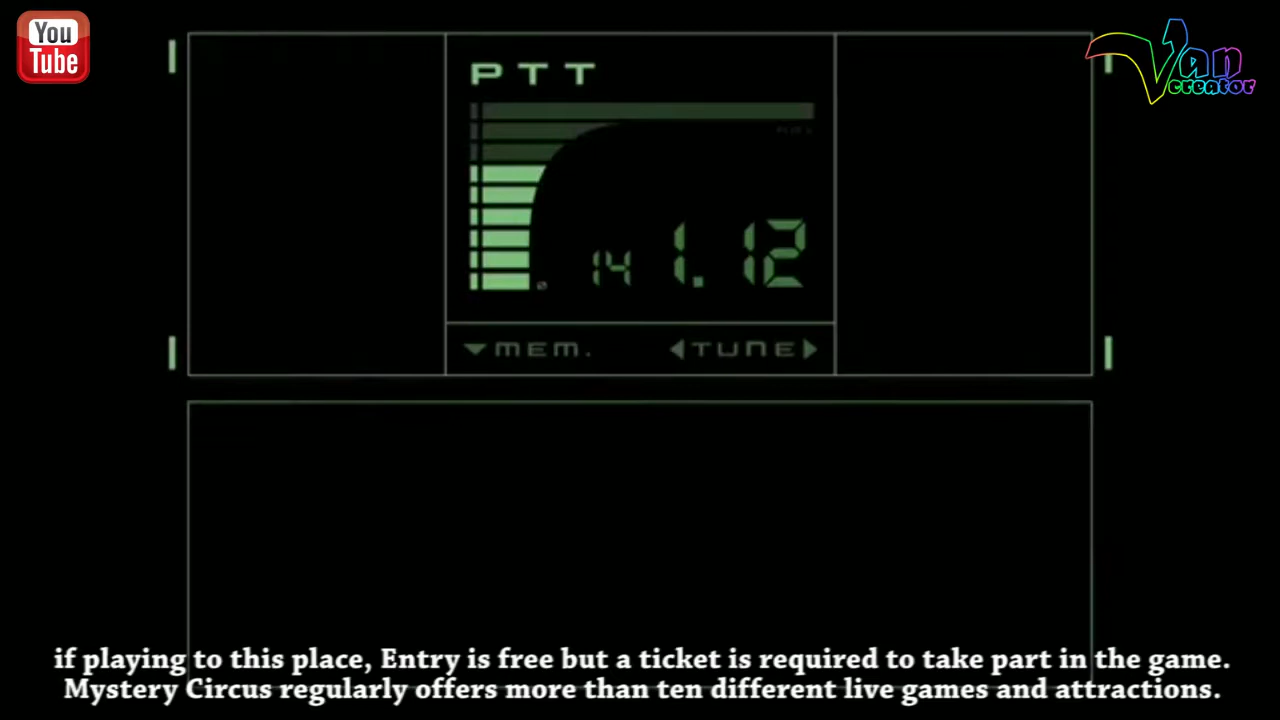 You
Tube
Van
creator
PTT
14 1.12
MEM. TUNE
if playing to this place, Entry is free but a ticket is required to take part in the game.
Mystery Circus regularly offers more than ten different live games and attractions.